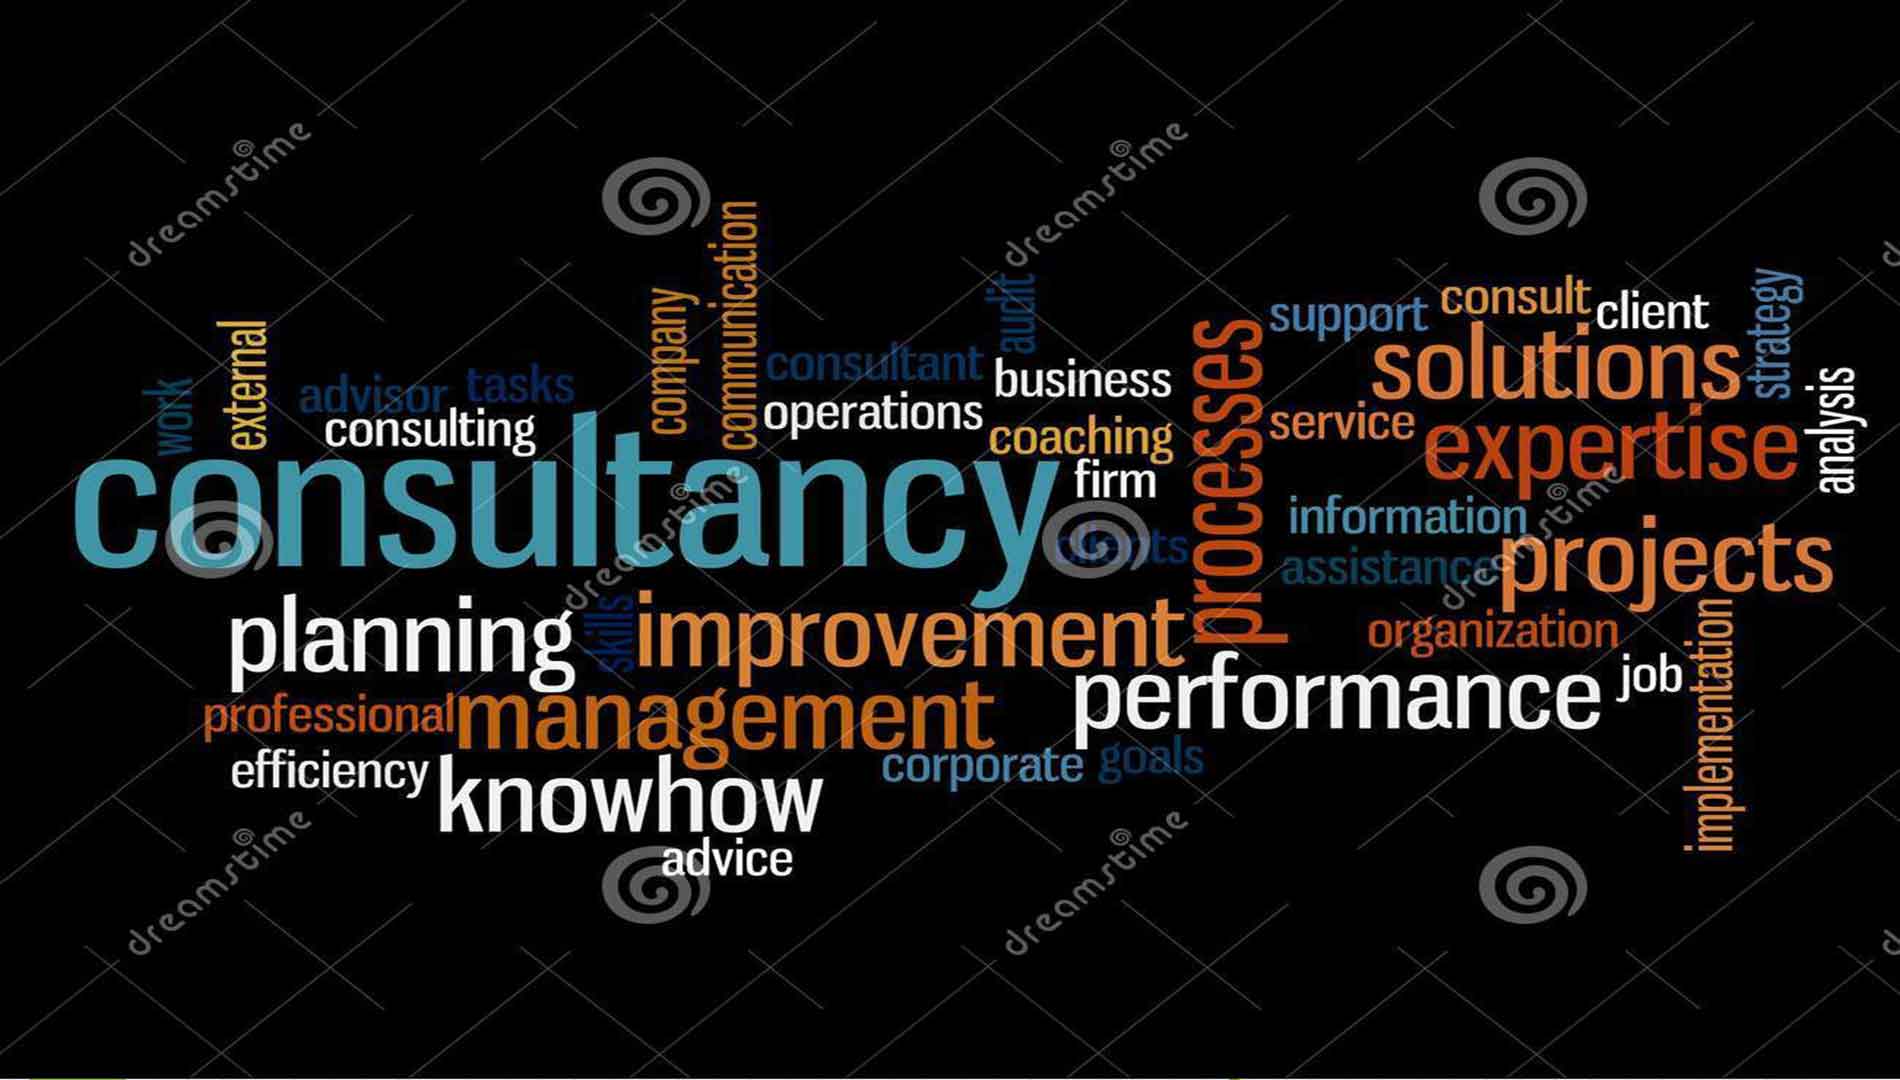 communication
company
audit
support
consult
client
strategy
work
external
advisor
tasks
consulting
consultant
operations
business
coaching
firm
processes
solutions
service
expertise
analysis
consultancy
clients
information
assistance
projects
planning
skills
improvement
organization
job
implementation
professional
management
performance
efficiency
knowhow
corporate
goals
advice
dreamstime
dreamstime
dreamstime
dreamstime
dreamstime
dreamstime